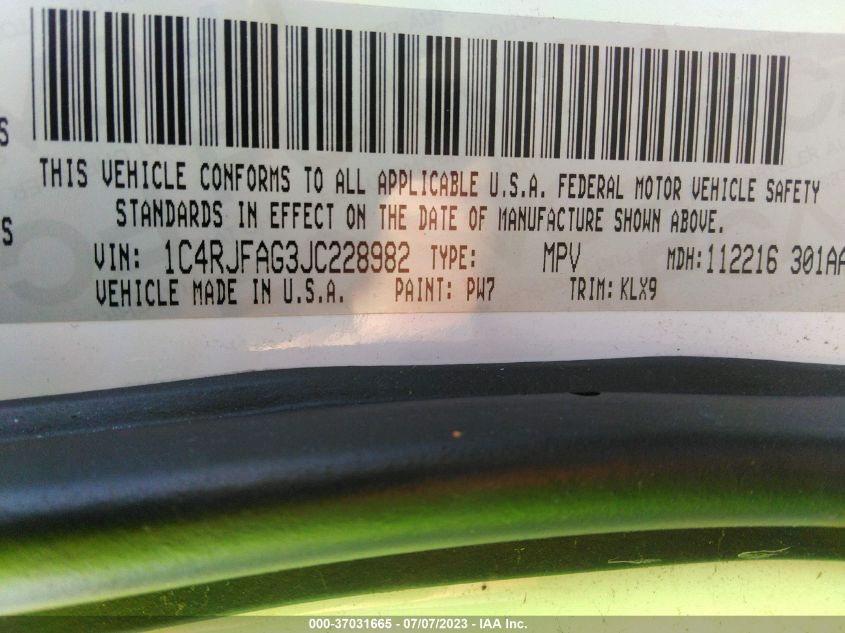 S
THIS VEHICLE CONFORMS TO ALL APPLICABLE U.S.A. FEDERAL MOTOR VEHICLE SAFETY
S STANDARDS IN EFFECT ON THE DATE OF MANUFACTURE SHOWN ABOVE.
VIN: 1C4RJFAG3JC228982 TYPE: MPV MDH:112216 301AA
VEHICLE MADE IN U.S.A. PAINT: PW7 TRIM: KLX9
000-37031665 - 07/07/2023 - IAA Inc.